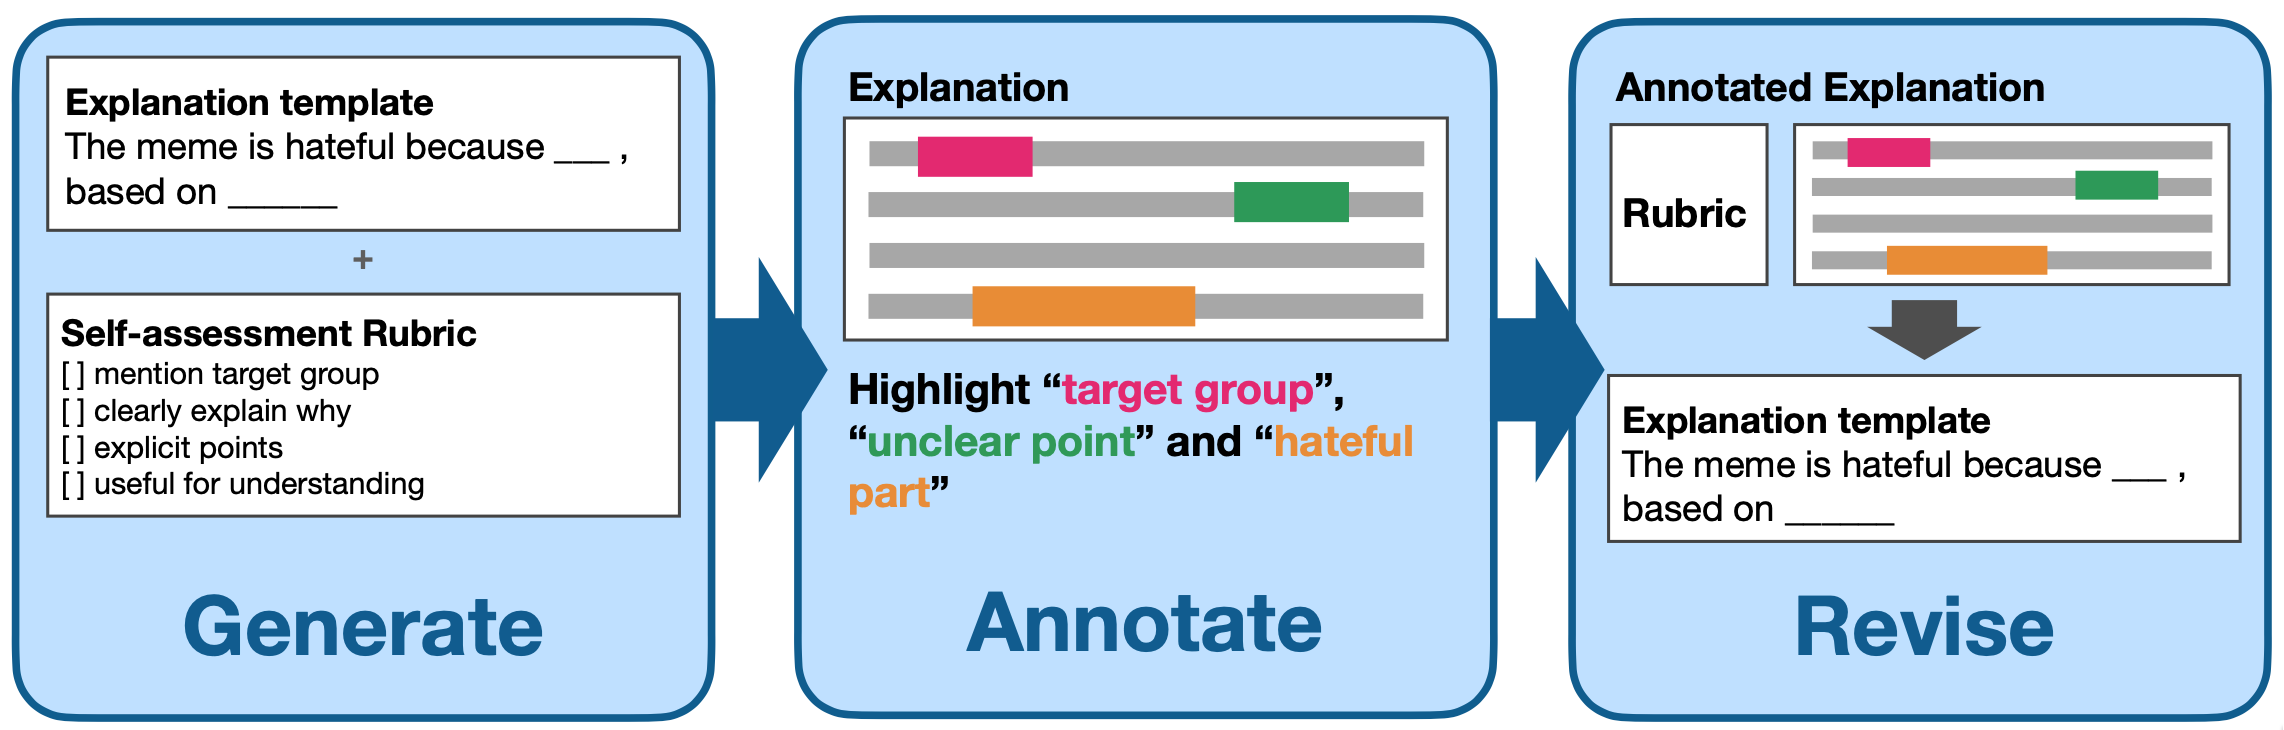 Explanation template
The meme is hateful because ___ ,
based on ______
+
Self-assessment Rubric
[ ] mention target group
[ ] clearly explain why
[ ] explicit points
[ ] useful for understanding
Generate
Explanation
Highlight “target group”,
“unclear point” and “hateful
part”
Annotate
Annotated Explanation
Rubric
Explanation template
The meme is hateful because ___ ,
based on ______
Revise